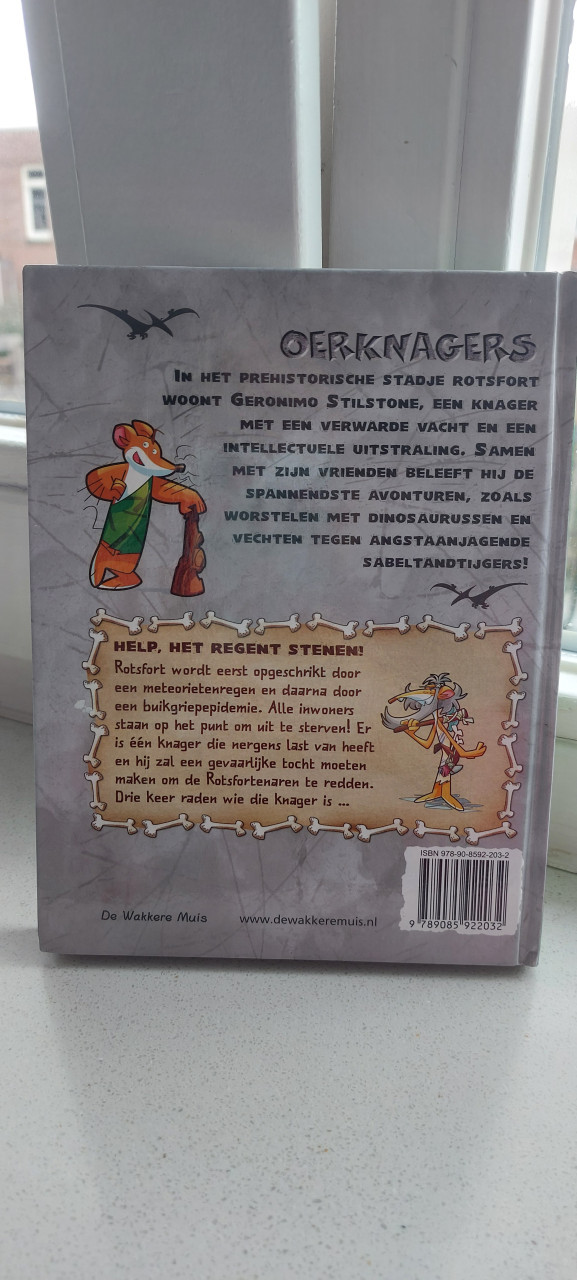 OERKNAGERS
IN HET PREHISTORISCHE STADJE ROTSFORT
WOONT GERONIMO STILSTONE, EEN KNAGER
MET EEN VERWARDE VACHT EN EEN
INTELLECTUELE UITSTRALING. SAMEN
MET ZIJN VRIENDEN BELEEFT HIJ DE
SPANNENDSTE AVONTUREN, ZOALS
WORSTELEN MET DINOSAURUSSEN EN
VECHTEN TEGEN ANGSTAANJAGENDE
SABELTANDTIJGERS!
HELP, HET REGENT STENEN!
Rotsfort wordt eerst opgeschrikt door
een meteorietenregen en daarna door
een buikgriepepidemie. Alle inwoners
staan op het punt om uit te sterven! Er
is één knager die nergens last van heeft
en hij zal een gevaarlijke tocht moeten
maken om de Rotsfortenaren te redden.
Drie keer raden wie die knager is ...
ISBN 978-90-8592-203-2
9 789085 922032
De Wakkere Muis
www.dewakkeremuis.nl